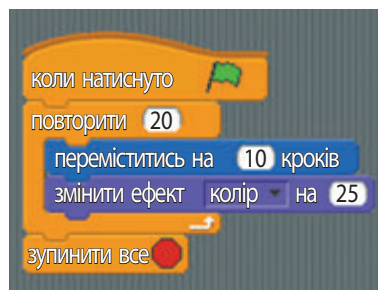 коли натиснуто
повторити 20
переміститись на 10 кроків
змінити ефект колір на 25
зупинити все